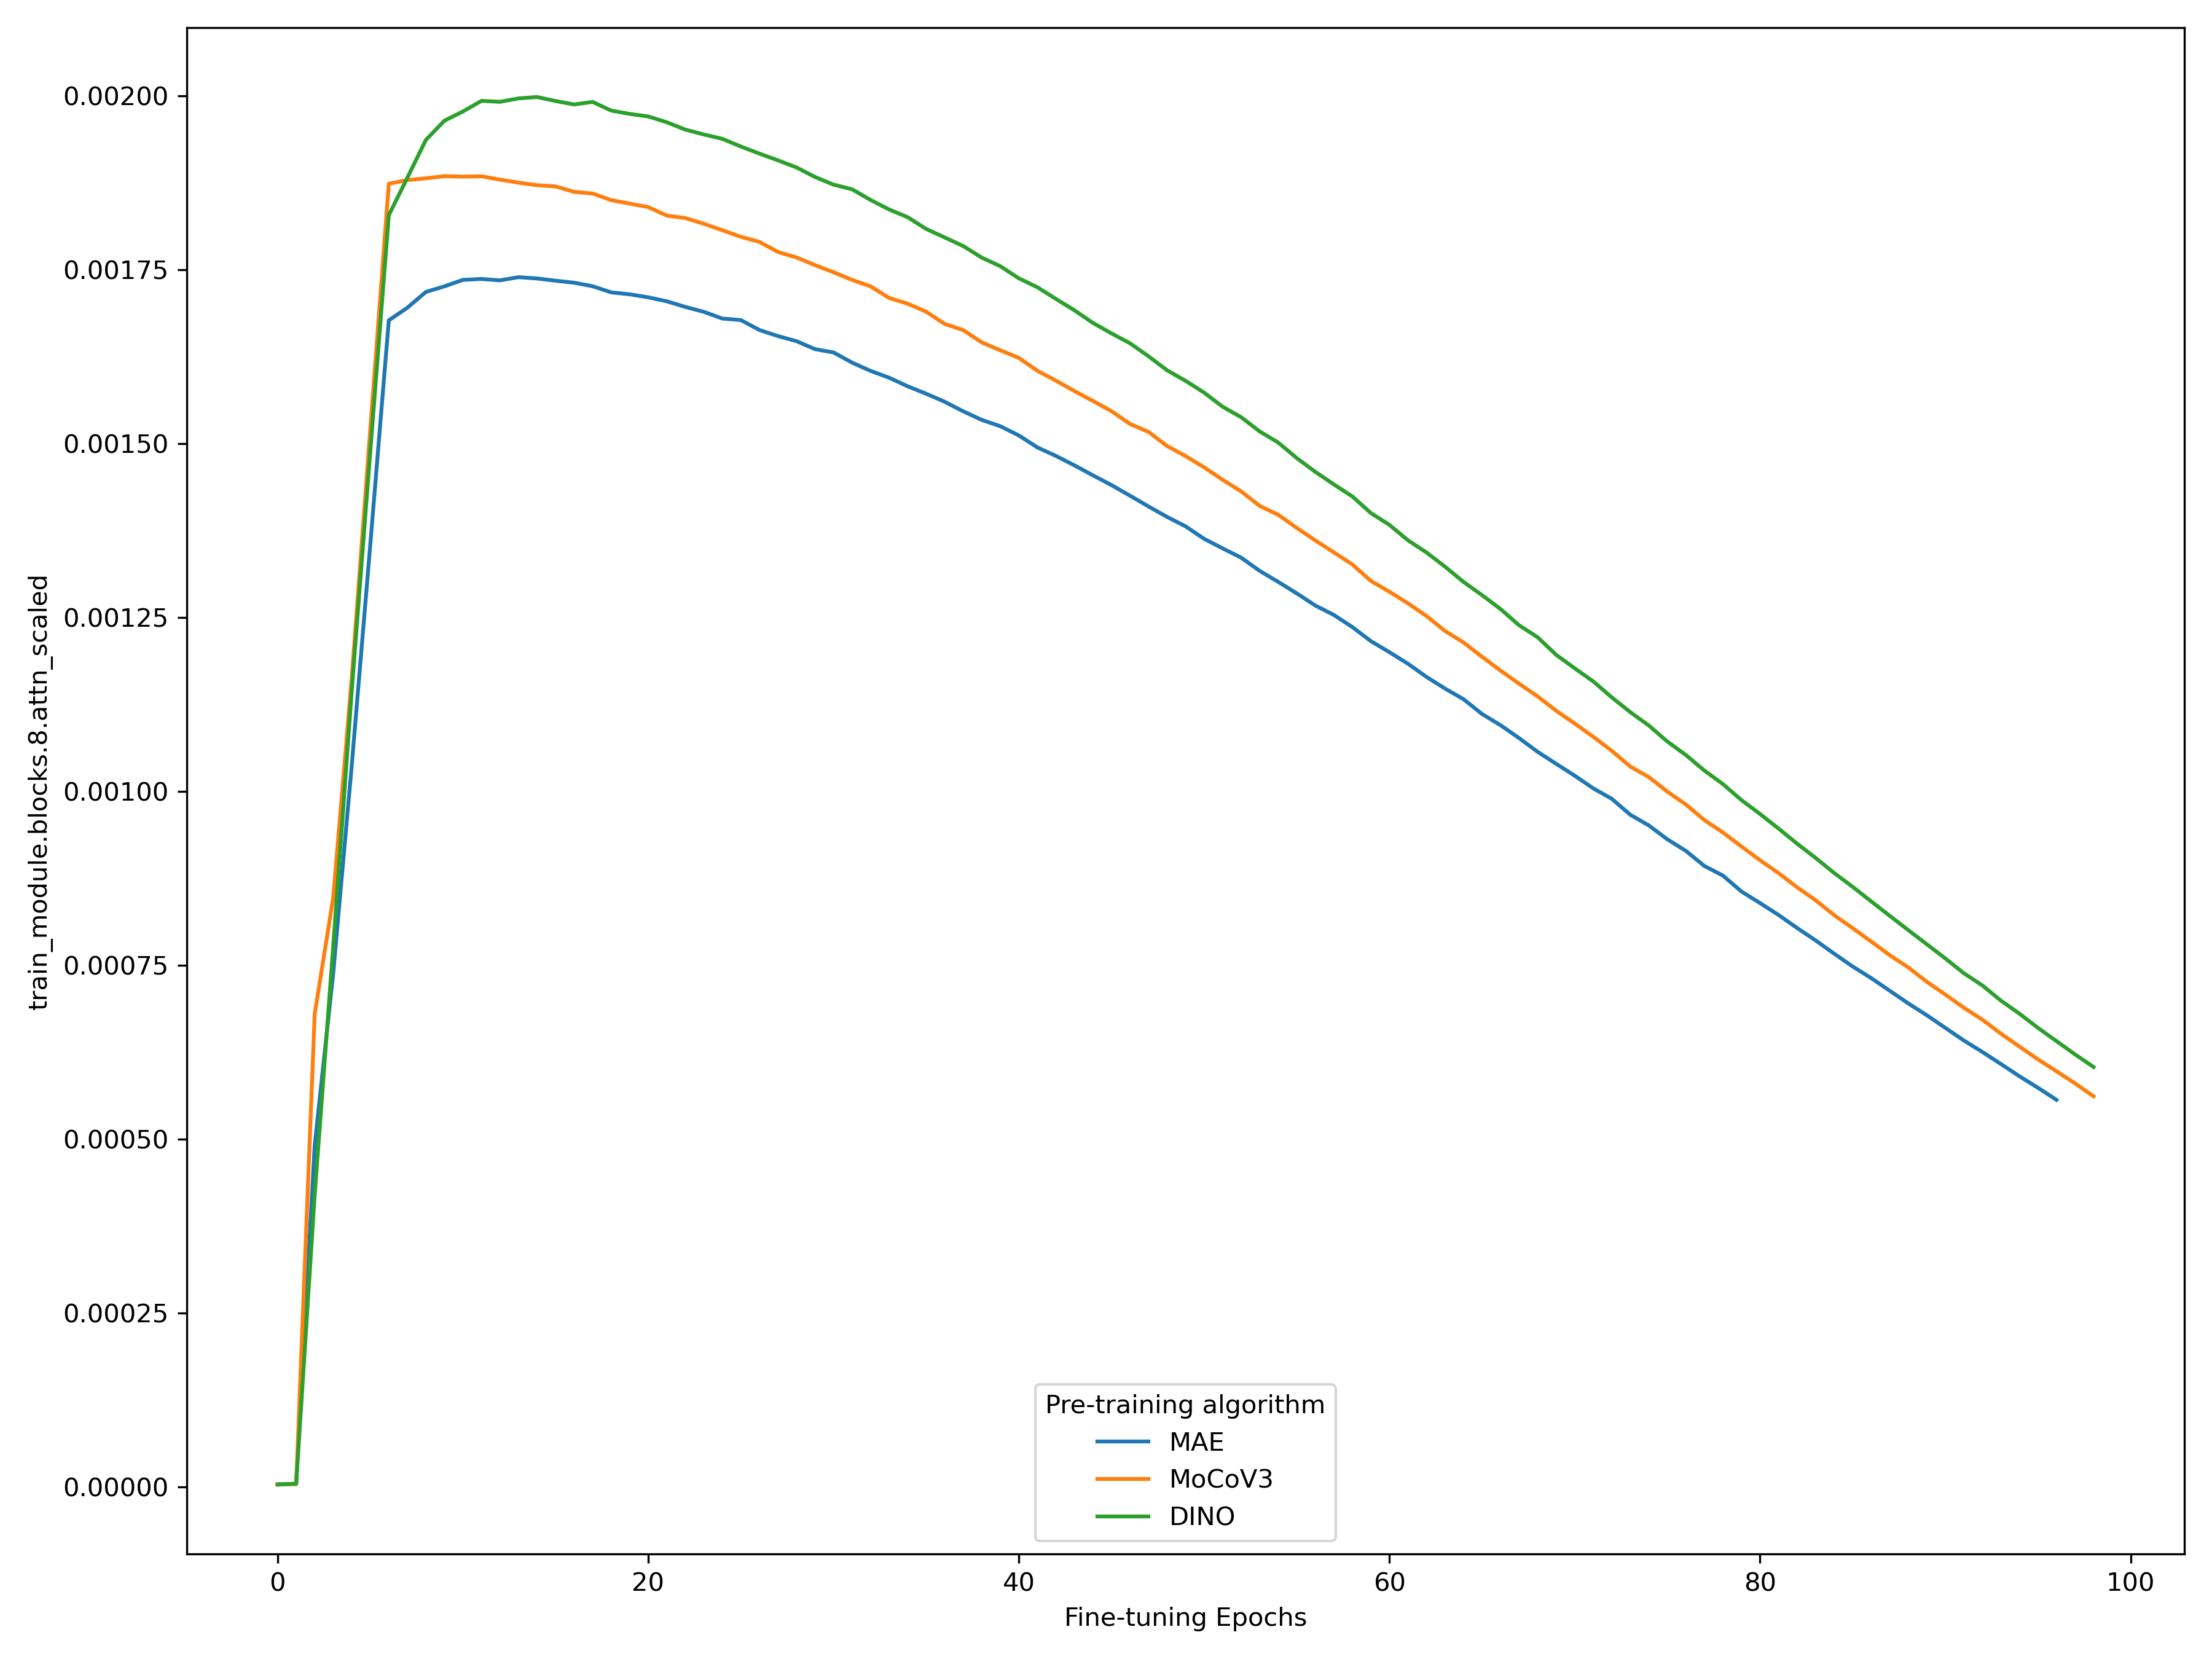 0.00200
0.00175
0.00150
0.00125
0.00100
0.00075
0.00050
0.00025
0.00000
train_module.blocks.8.attn_scaled
Pre-training algorithm
MAE
MoCoV3
DINO
0 20 40 60 80 100
Fine-tuning Epochs